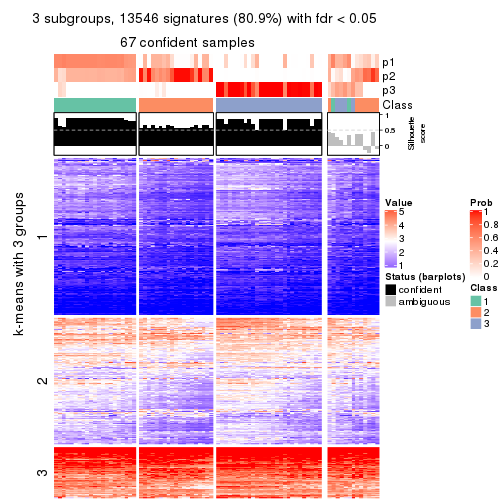 3 subgroups, 13546 signatures (80.9%) with fdr < 0.05
67 confident samples
p1
p2
p3
Class
1
0.5
0
Silhouette
score
k-means with 3 groups
1
2
3
Value
5
4
3
2
1
Status (barplots)
confident
ambiguous
Prob
1
0.8
0.6
0.4
0.2
0
Class
1
2
3